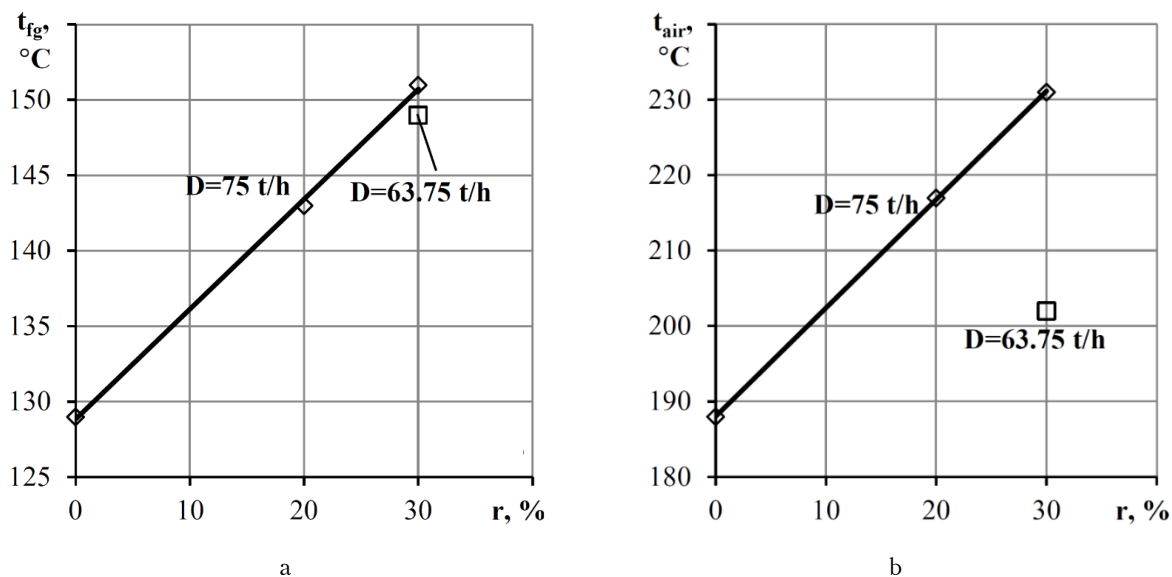 t_fg,
°C
150
145
140
135
130
125
0
10
20
30
r, %
D=75 t/h
D=63.75 t/h
a
t_air,
°C
230
220
210
200
190
180
0
10
20
30
r, %
D=75 t/h
D=63.75 t/h
b